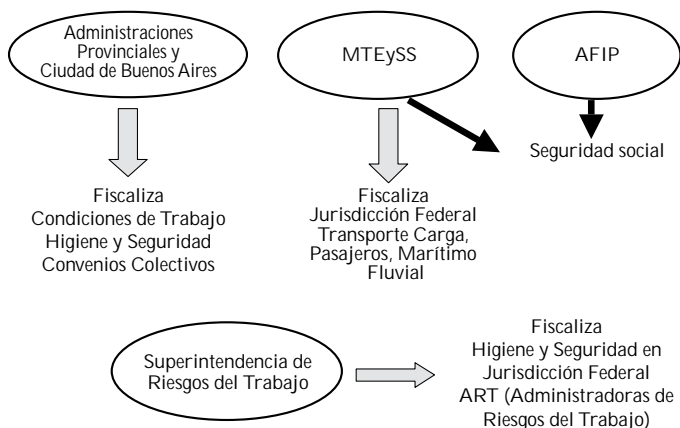 Administraciones
Provinciales y
Ciudad de Buenos Aires
MTEySS
AFIP
Seguridad social
Fiscaliza
Condiciones de Trabajo
Higiene y Seguridad
Convenios Colectivos
Fiscaliza
Jurisdicción Federal
Transporte Carga,
Pasajeros, Marítimo
Fluvial
Superintendencia de
Riesgos del Trabajo
Fiscaliza
Higiene y Seguridad en
Jurisdicción Federal
ART (Administradoras de
Riesgos del Trabajo)